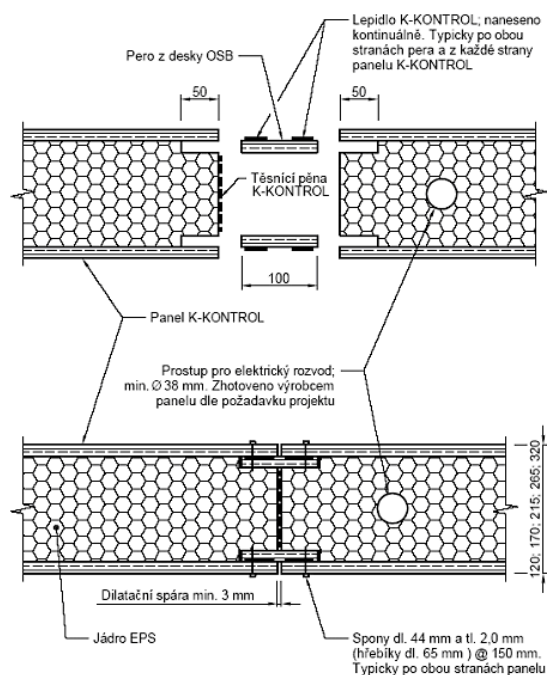 Lepidlo K-KONTROL; naneseno
kontinuálně. Typicky po obou
stranách pera a z každé strany
panelu K-KONTROL
Pero z desky OSB
50
50
Těsnící pěna
K-KONTROL
100
Panel K-KONTROL
Prostup pro elektrický rozvod;
min. Ø 38 mm. Zhotoveno výrobcem
panelu dle požadavku projektu
120; 170; 215; 265; 320
Dilatační spára min. 3 mm
Jádro EPS
Spony dl. 44 mm a tl. 2,0 mm
(hřebíky dl. 65 mm ) @ 150 mm.
Typicky po obou stranách panelu